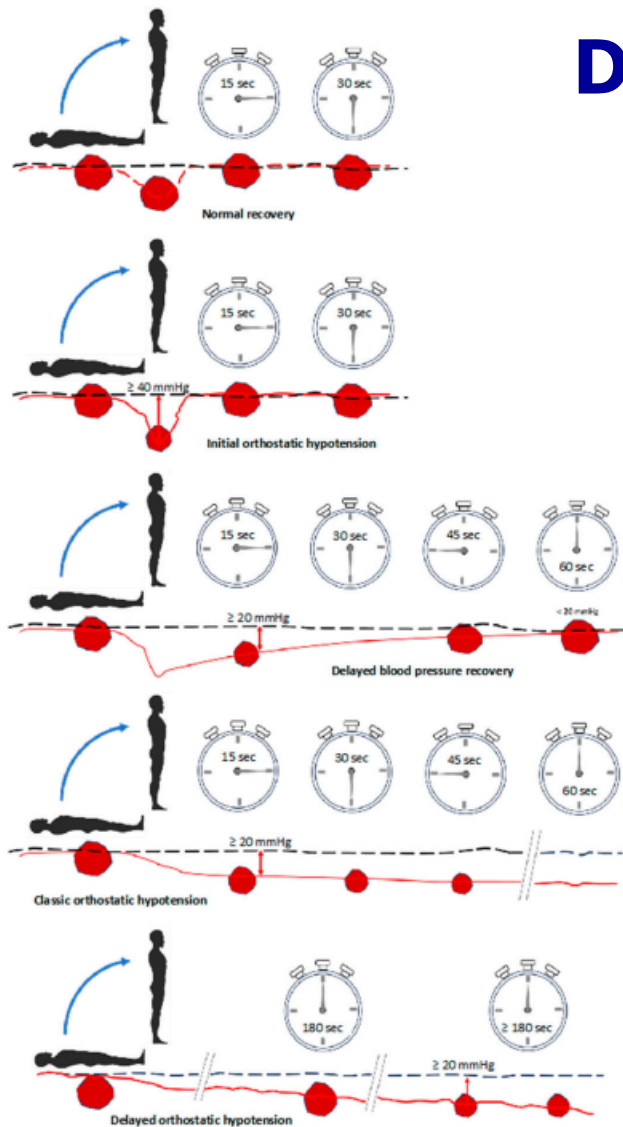 D
15 sec 30 sec
Normal recovery
15 sec 30 sec
≥ 40 mmHg
Initial orthostatic hypotension
15 sec 30 sec 45 sec 60 sec
≥ 20 mmHg < 20 mmHg
Delayed blood pressure recovery
15 sec 30 sec 45 sec 60 sec
≥ 20 mmHg
Classic orthostatic hypotension
180 sec ≥ 180 sec
≥ 20 mmHg
Delayed orthostatic hypotension